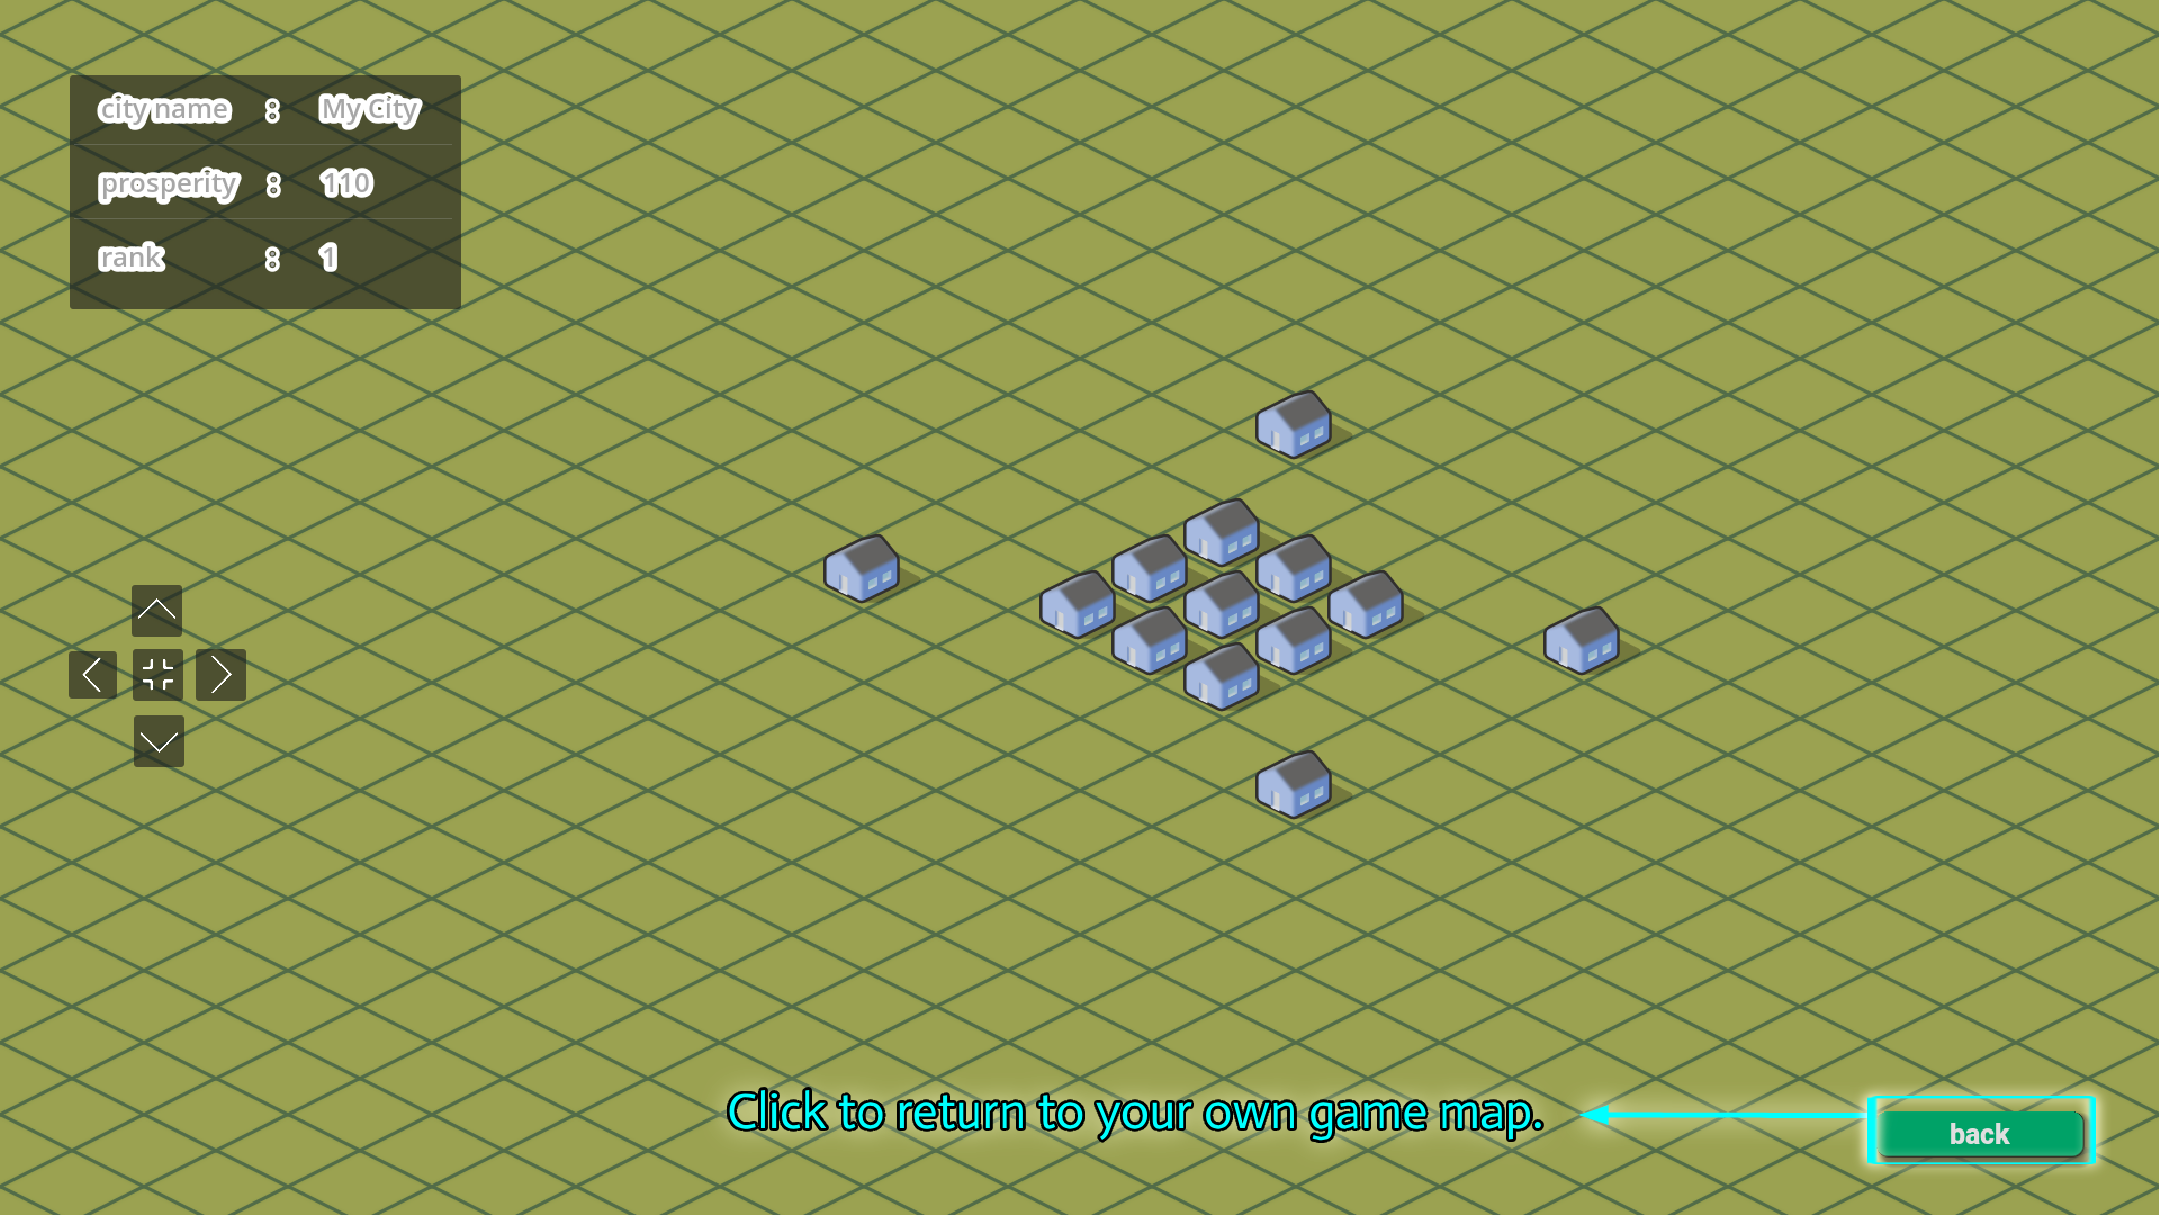 city name : My City
prosperity : 110
rank : 1
Click to return to your own game map.
back